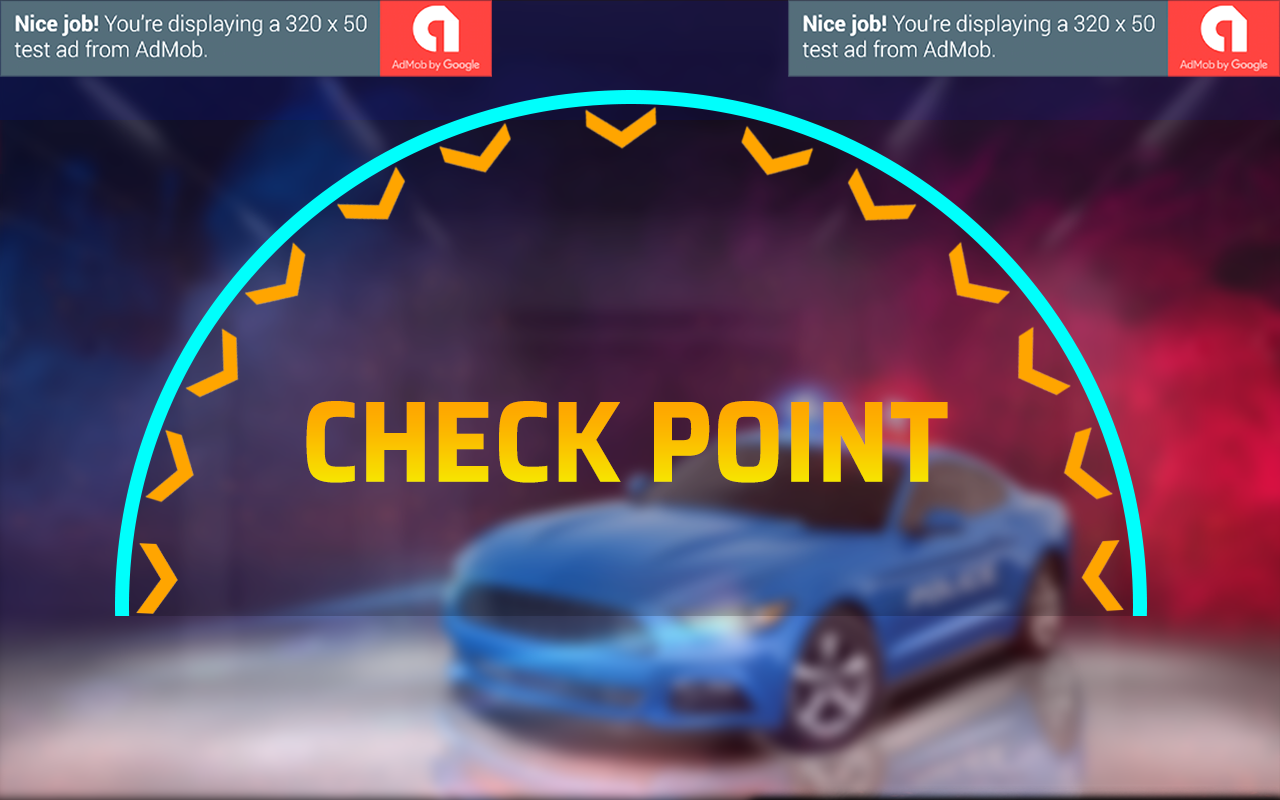 Nice job! You're displaying a 320 x 50
test ad from AdMob.
AdMob by Google
Nice job! You're displaying a 320 x 50
test ad from AdMob.
AdMob by Google
CHECK POINT
POLICE